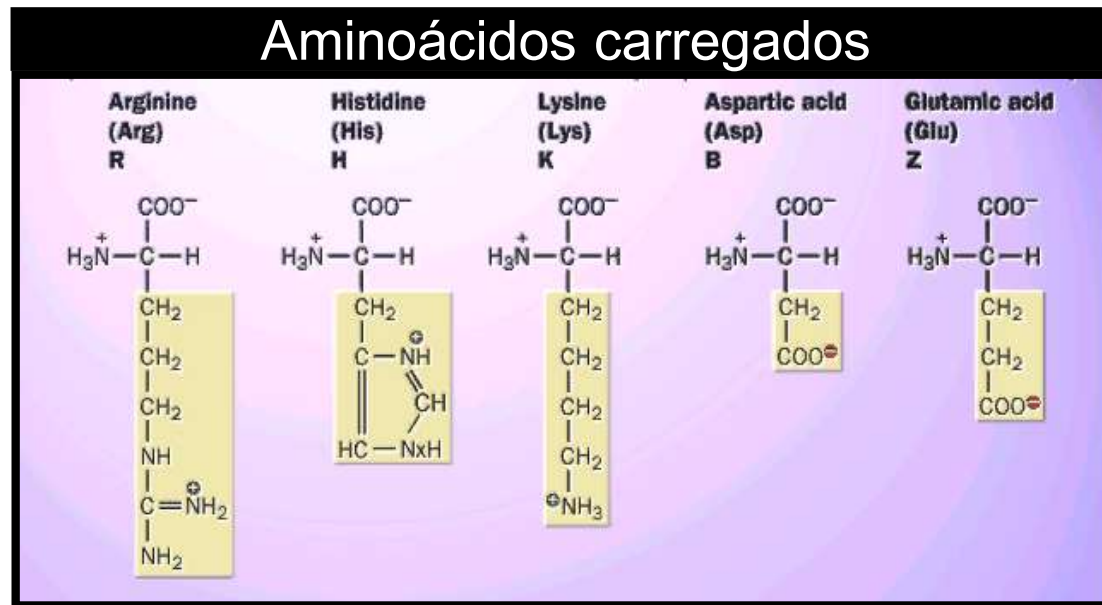 Aminoácidos carregados
Arginine
(Arg)
R
COO⁻
H₃N⁺—C—H
CH₂
CH₂
CH₂
NH
C=NH₂
⊕
NH₂
Histidine
(His)
H
COO⁻
H₃N⁺—C—H
CH₂
⊕
C—NH
CH
HC—NxH
Lysine
(Lys)
K
COO⁻
H₃N⁺—C—H
CH₂
CH₂
CH₂
CH₂
⊕NH₃
Aspartic acid
(Asp)
B
COO⁻
H₃N⁺—C—H
CH₂
COO⊖
Glutamic acid
(Glu)
Z
COO⁻
H₃N⁺—C—H
CH₂
CH₂
COO⊖